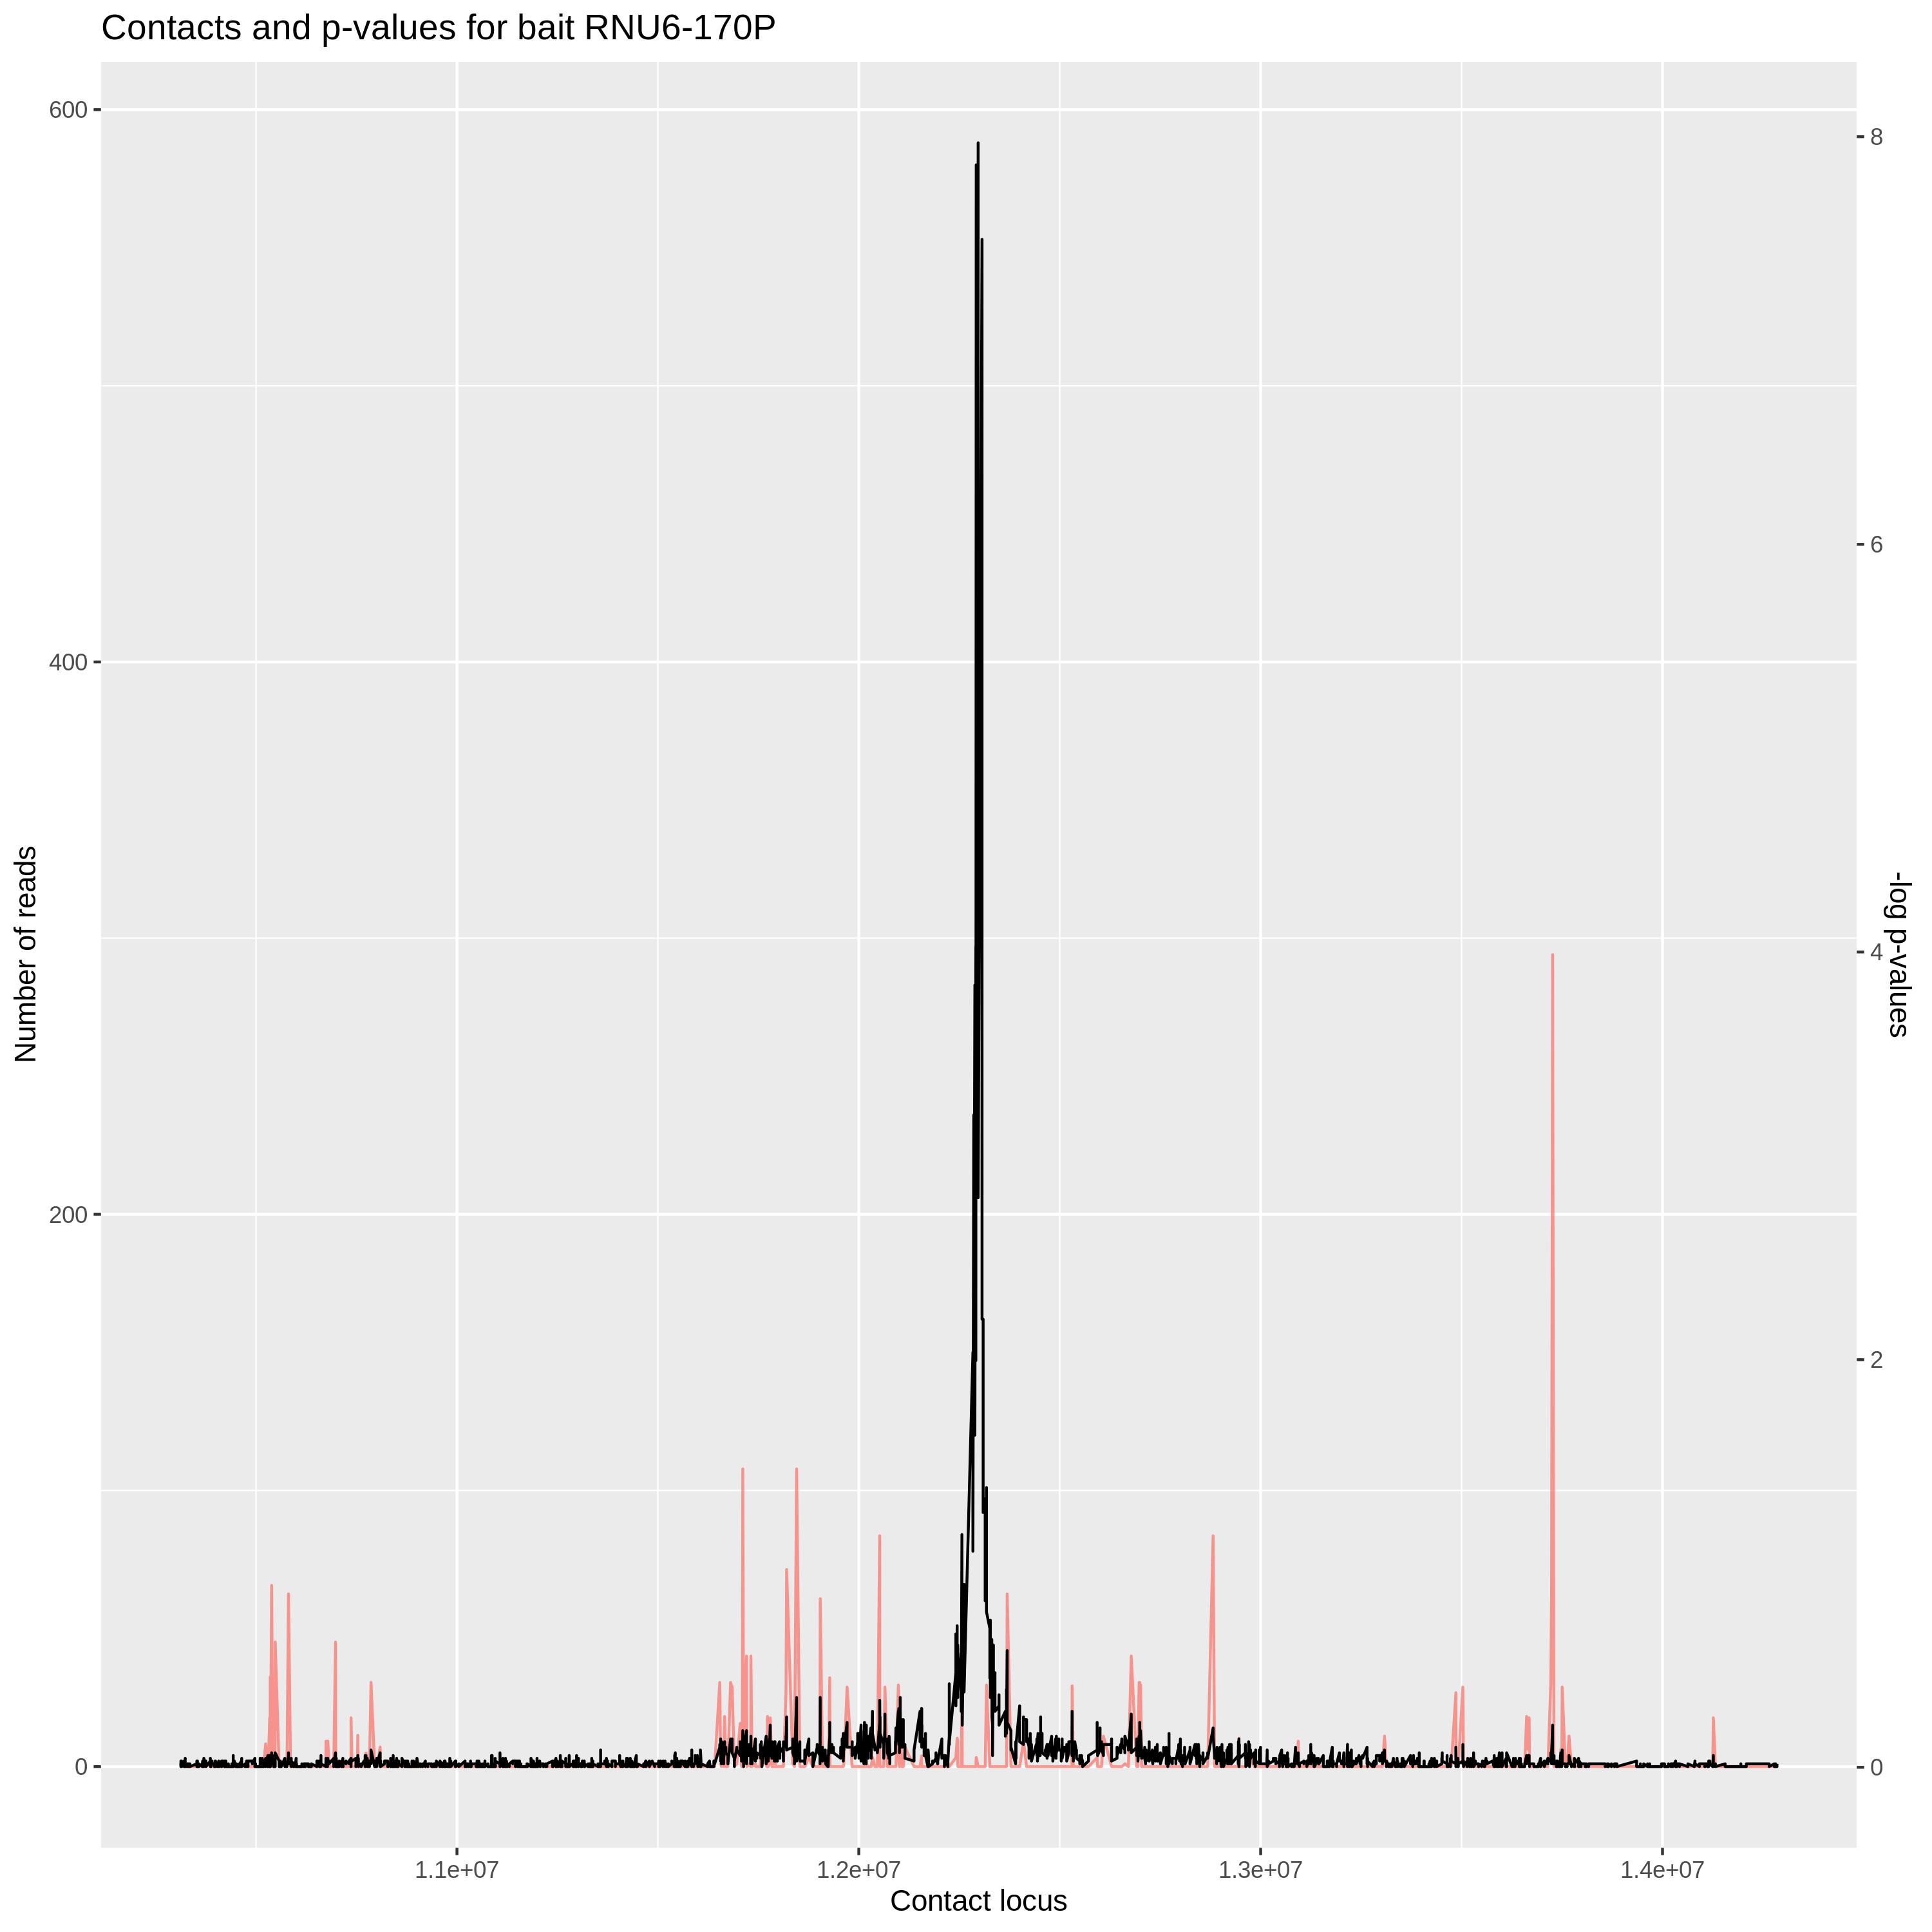 Contacts and p-values for bait RNU6-170P
600
400
200
0
Number of reads
8
6
4
2
0
-log p-values
1.1e+07
1.2e+07
1.3e+07
1.4e+07
Contact locus